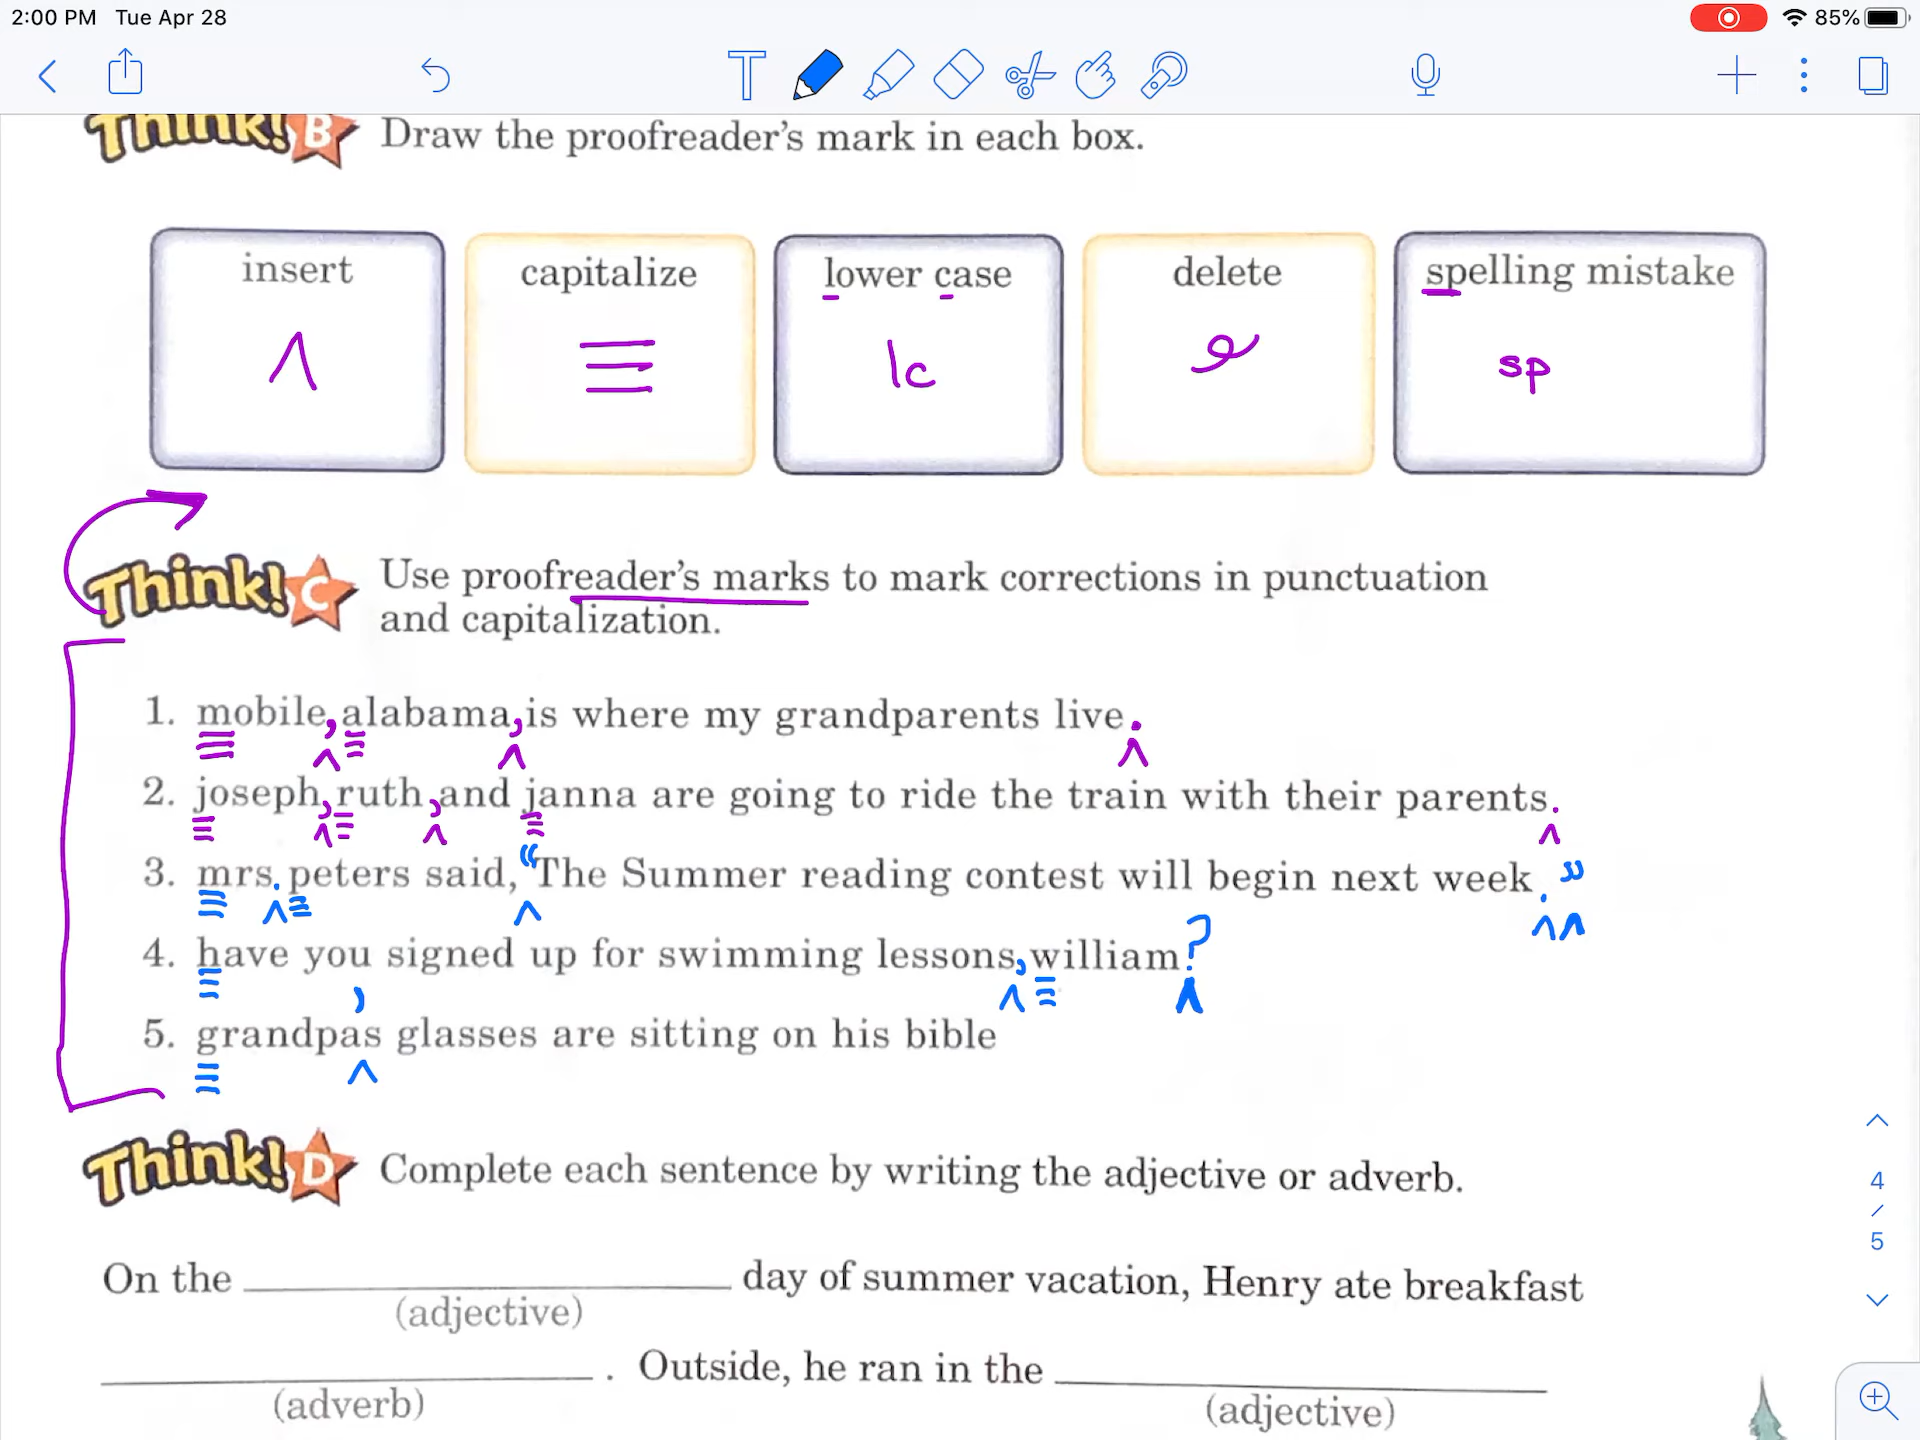 2:00 PM Tue Apr 28 85%
T
Think! B Draw the proofreader's mark in each box.
insert capitalize lower case delete spelling mistake
^ ≡ lc sp
Think! C Use proofreader's marks to mark corrections in punctuation
and capitalization.
1. mobile, alabama, is where my grandparents live.
2. joseph, ruth, and janna are going to ride the train with their parents.
3. mrs. peters said, “The Summer reading contest will begin next week.”
4. have you signed up for swimming lessons, william?
5. grandpa's glasses are sitting on his bible
Think! D Complete each sentence by writing the adjective or adverb.
4
/
5
On the ____ day of summer vacation, Henry ate breakfast
(adjective)
____. Outside, he ran in the ____
(adverb) (adjective)